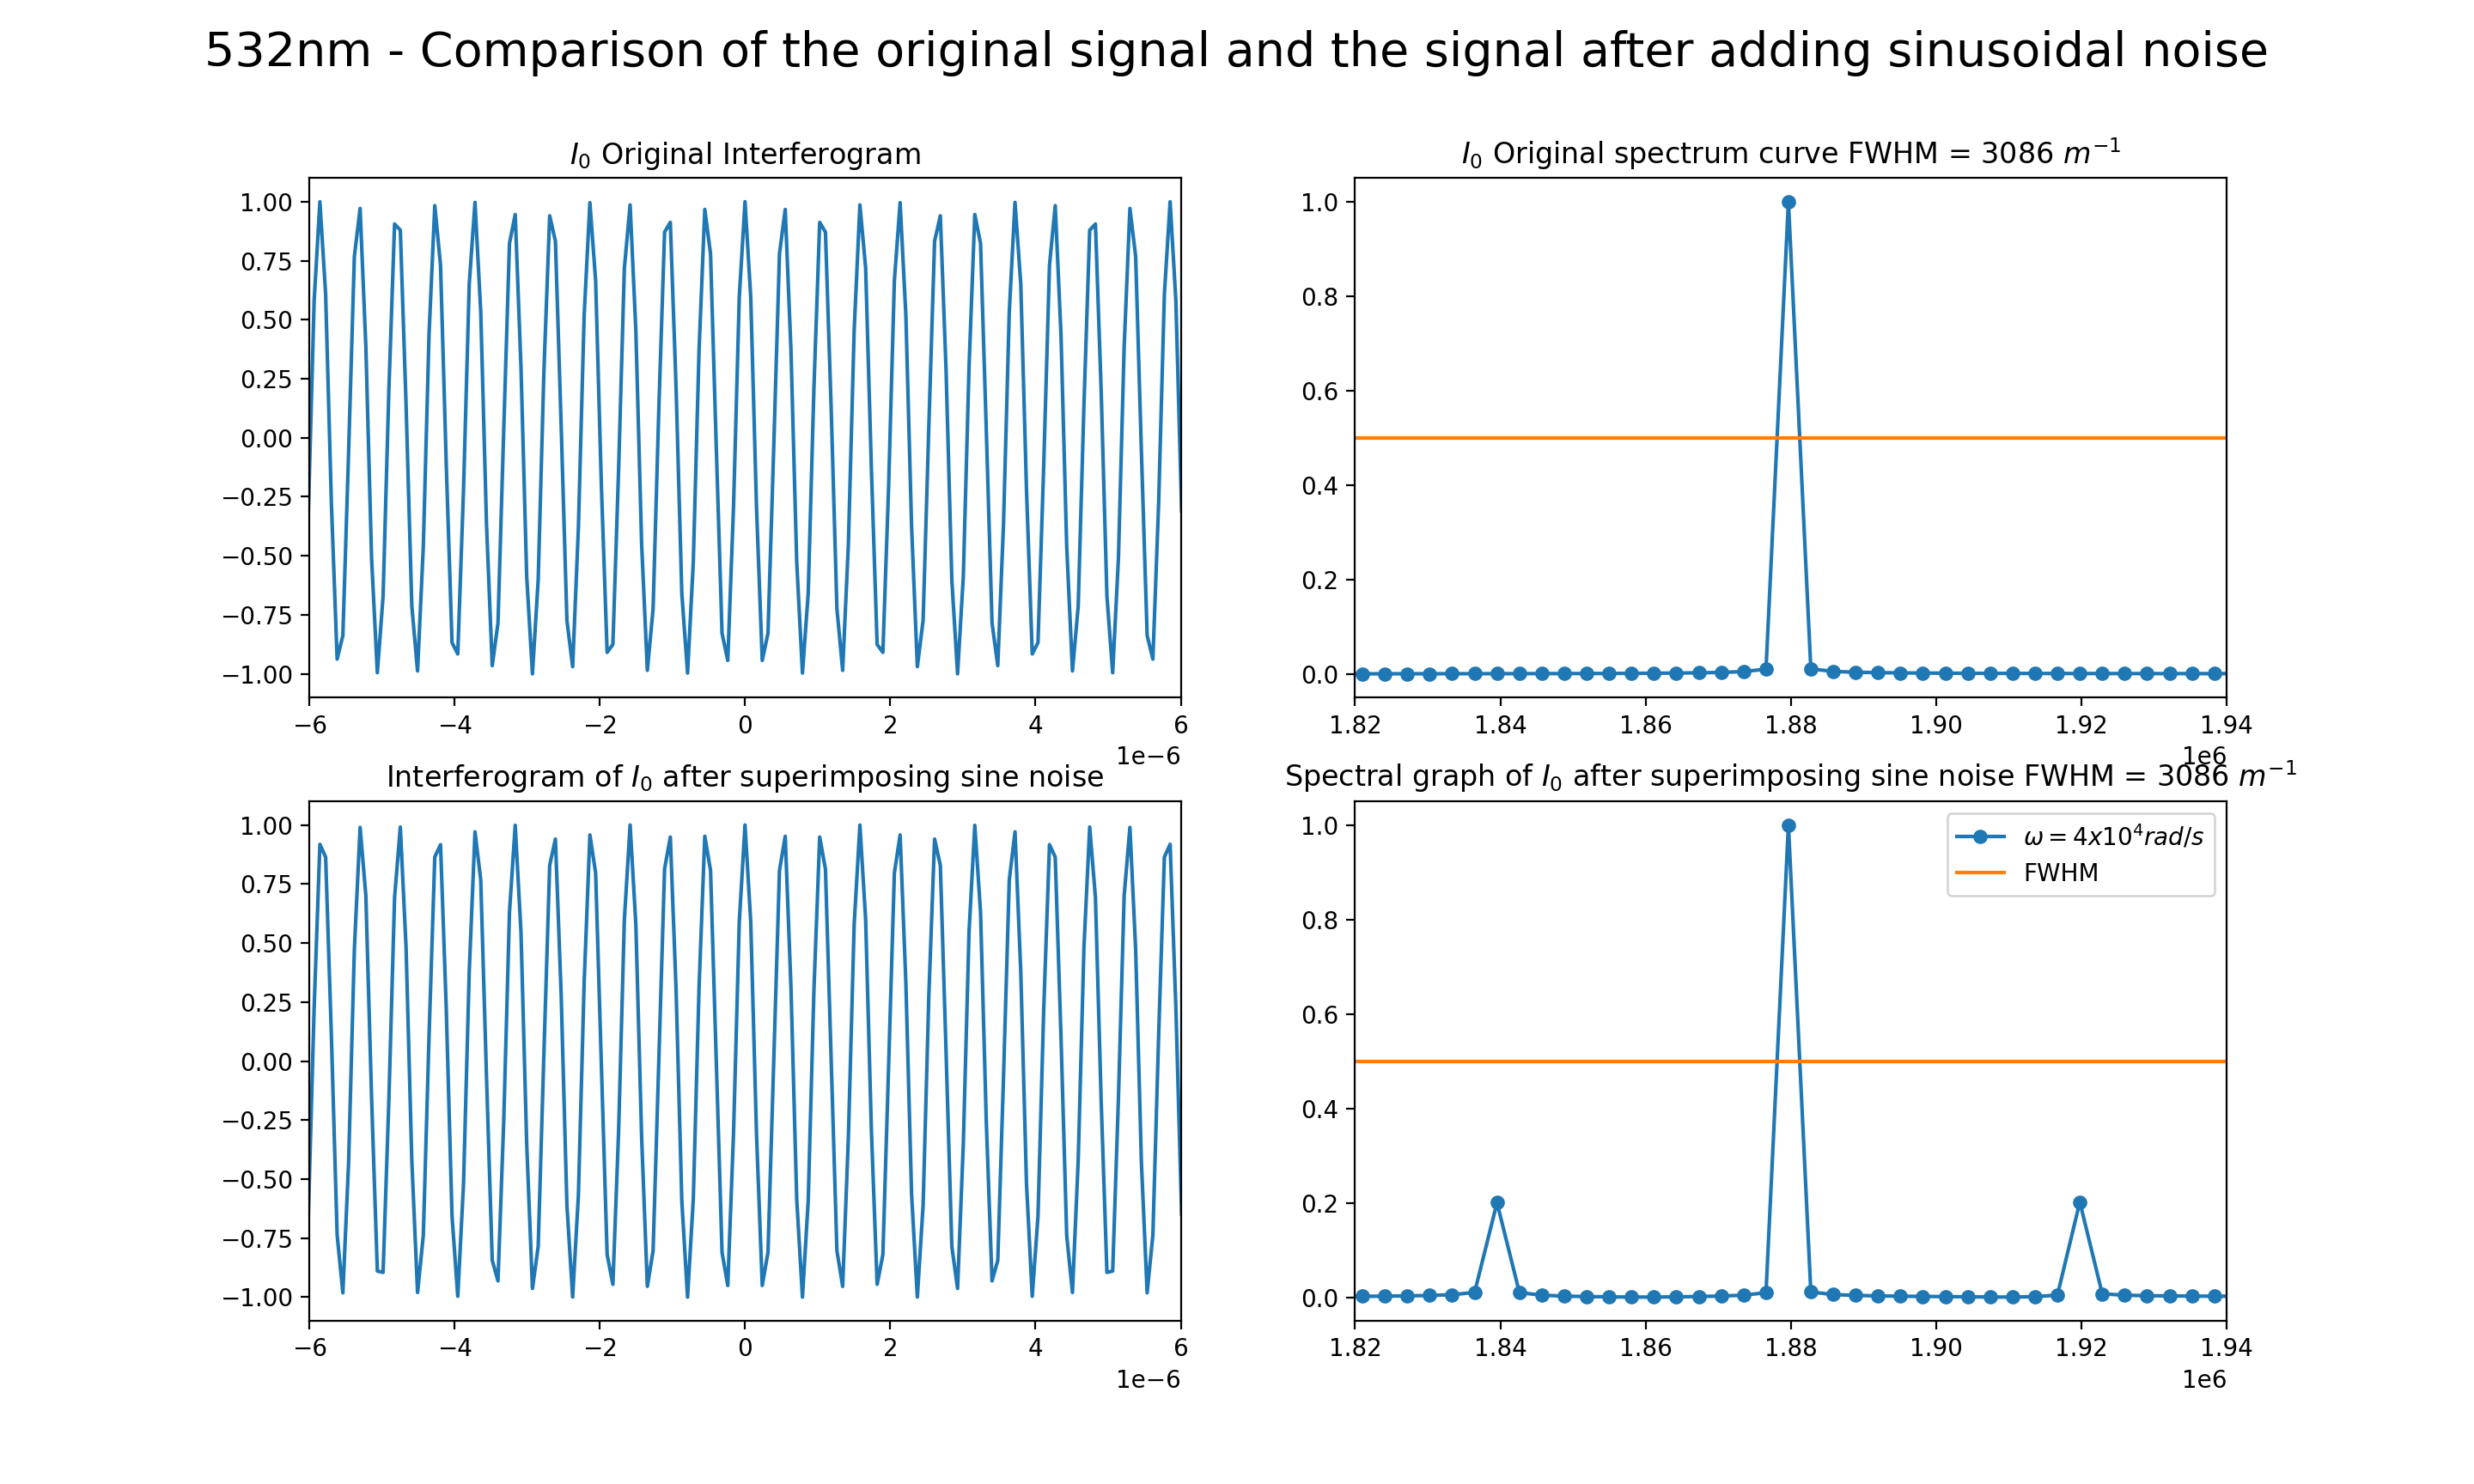 532nm - Comparison of the original signal and the signal after adding sinusoidal noise
I₀ Original Interferogram
1.00
0.75
0.50
0.25
0.00
−0.25
−0.50
−0.75
−1.00
−6 −4 −2 0 2 4 6
1e−6
I₀ Original spectrum curve FWHM = 3086 m⁻¹
1.0
0.8
0.6
0.4
0.2
0.0
1.82 1.84 1.86 1.88 1.90 1.92 1.94
1e6
Interferogram of I₀ after superimposing sine noise
1.00
0.75
0.50
0.25
0.00
−0.25
−0.50
−0.75
−1.00
−6 −4 −2 0 2 4 6
1e−6
Spectral graph of I₀ after superimposing sine noise FWHM = 3086 m⁻¹
ω = 4x10⁴rad/s
FWHM
1.0
0.8
0.6
0.4
0.2
0.0
1.82 1.84 1.86 1.88 1.90 1.92 1.94
1e6